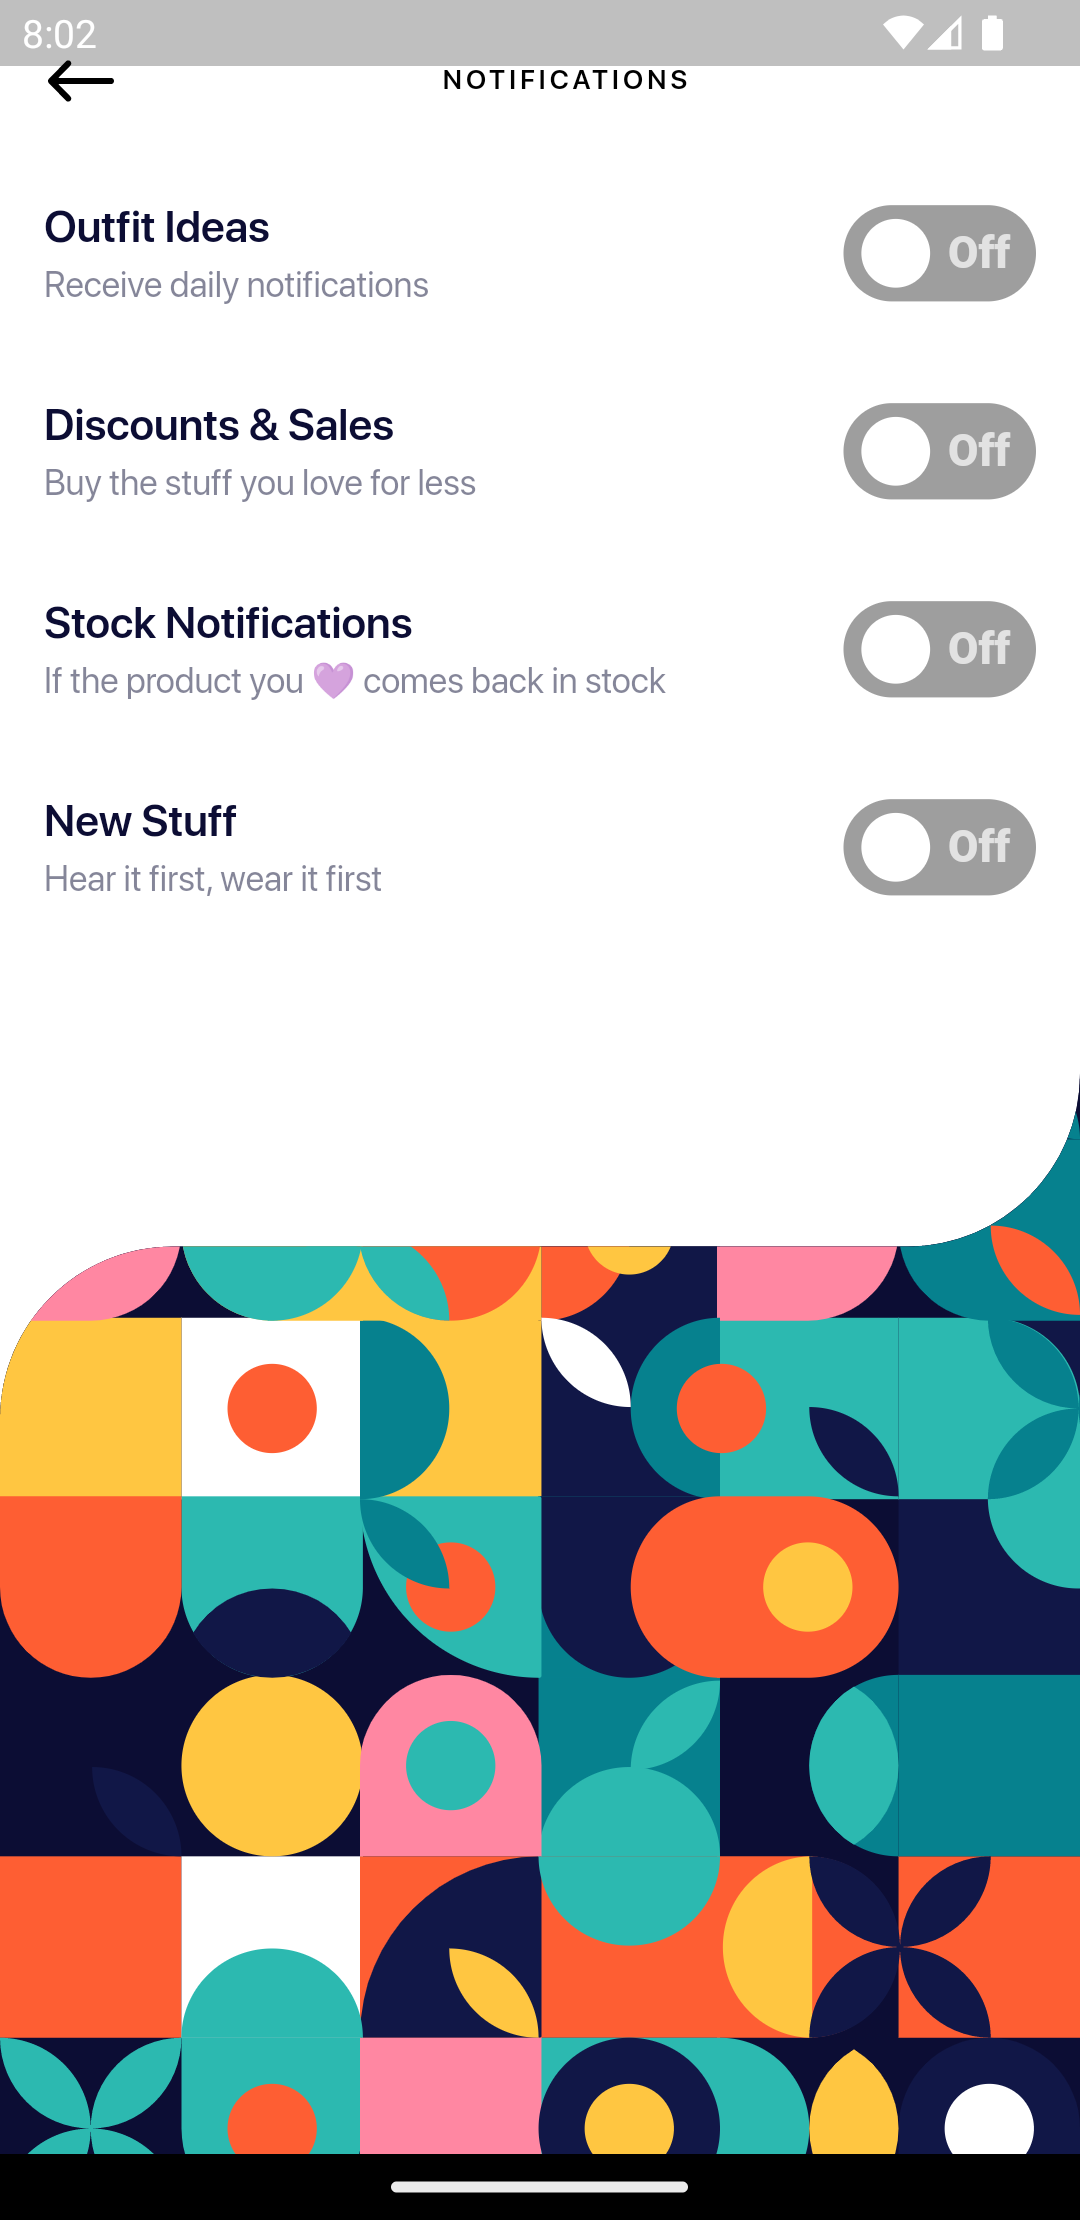 8:02
NOTIFICATIONS
Outfit Ideas
Off
Receive daily notifications
Discounts & Sales
Off
Buy the stuff you love for less
Stock Notifications
Off
If the product you 💜 comes back in stock
New Stuff
Off
Hear it first, wear it first